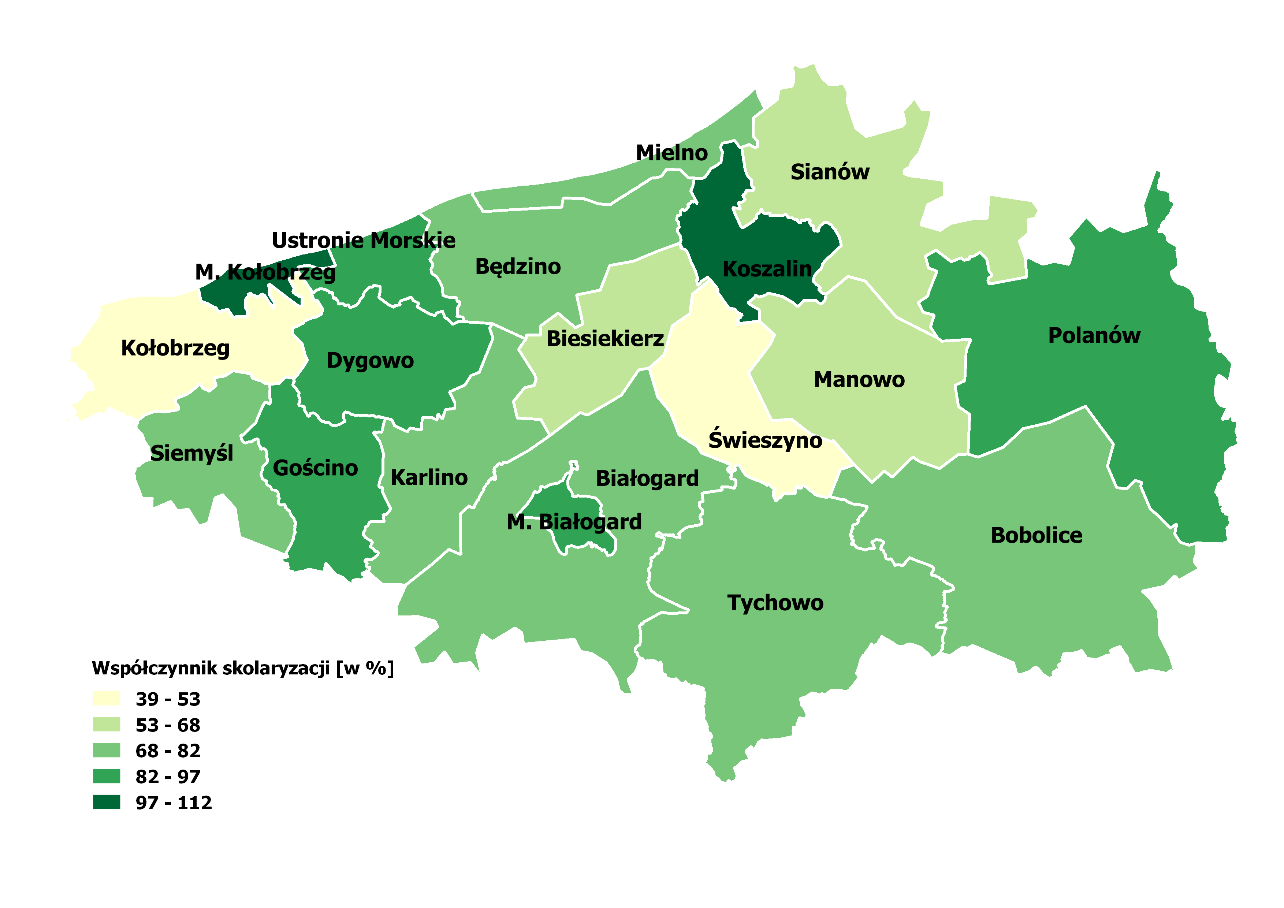 Mielno
Sianów
Ustronie Morskie
M. Kołobrzeg
Będzino
Koszalin
Kołobrzeg
Biesiekierz
Polanów
Dygowo
Manowo
Świeszyno
Siemyśl
Gościno
Karlino
Białogard
M. Białogard
Bobolice
Tychowo
Współczynnik skolaryzacji [w %]
39 - 53
53 - 68
68 - 82
82 - 97
97 - 112